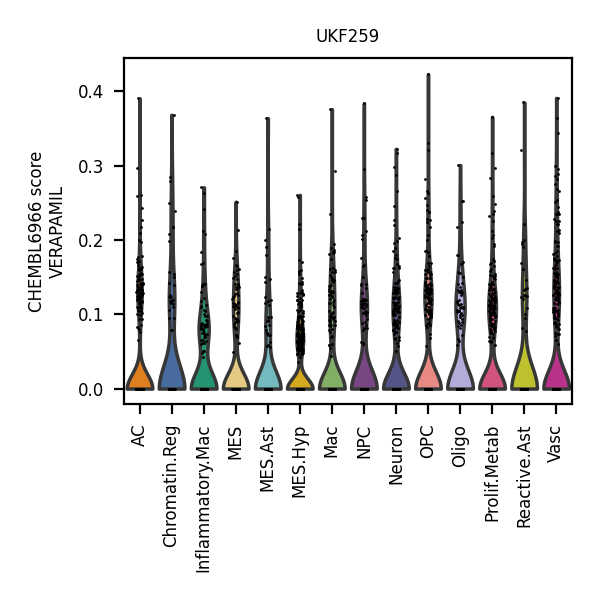 UKF259
CHEMBL6966 score
VERAPAMIL
0.4
0.3
0.2
0.1
0.0
AC
Chromatin.Reg
Inflammatory.Mac
MES
MES.Ast
MES.Hyp
Mac
NPC
Neuron
OPC
Oligo
Prolif.Metab
Reactive.Ast
Vasc